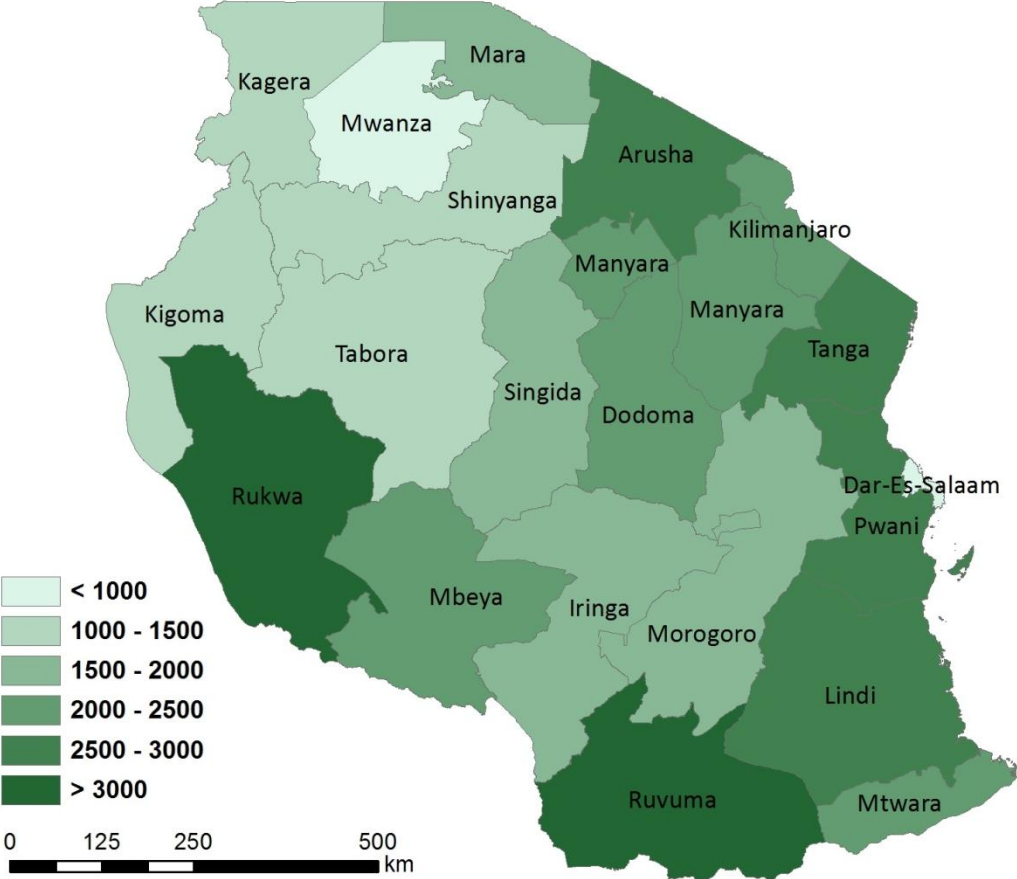 Mara
Kagera
Mwanza
Arusha
Shinyanga
Kilimanjaro
Manyara
Manyara
Kigoma
Tanga
Tabora
Singida
Dodoma
Dar-Es-Salaam
Rukwa
Pwani
Mbeya
Iringa
Morogoro
Lindi
Ruvuma
Mtwara
< 1000
1000 - 1500
1500 - 2000
2000 - 2500
2500 - 3000
> 3000
0 125 250 500
km